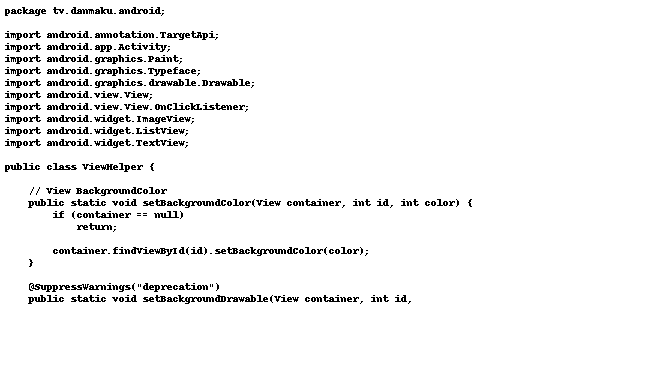 package tv.danmaku.android;

import android.annotation.TargetApi;
import android.app.Activity;
import android.graphics.Paint;
import android.graphics.Typeface;
import android.graphics.drawable.Drawable;
import android.view.View;
import android.view.View.OnClickListener;
import android.widget.ImageView;
import android.widget.ListView;
import android.widget.TextView;

public class ViewHelper {

    // View BackgroundColor
    public static void setBackgroundColor(View container, int id, int color) {
        if (container == null)
            return;

        container.findViewById(id).setBackgroundColor(color);
    }

    @SuppressWarnings("deprecation")
    public static void setBackgroundDrawable(View container, int id,